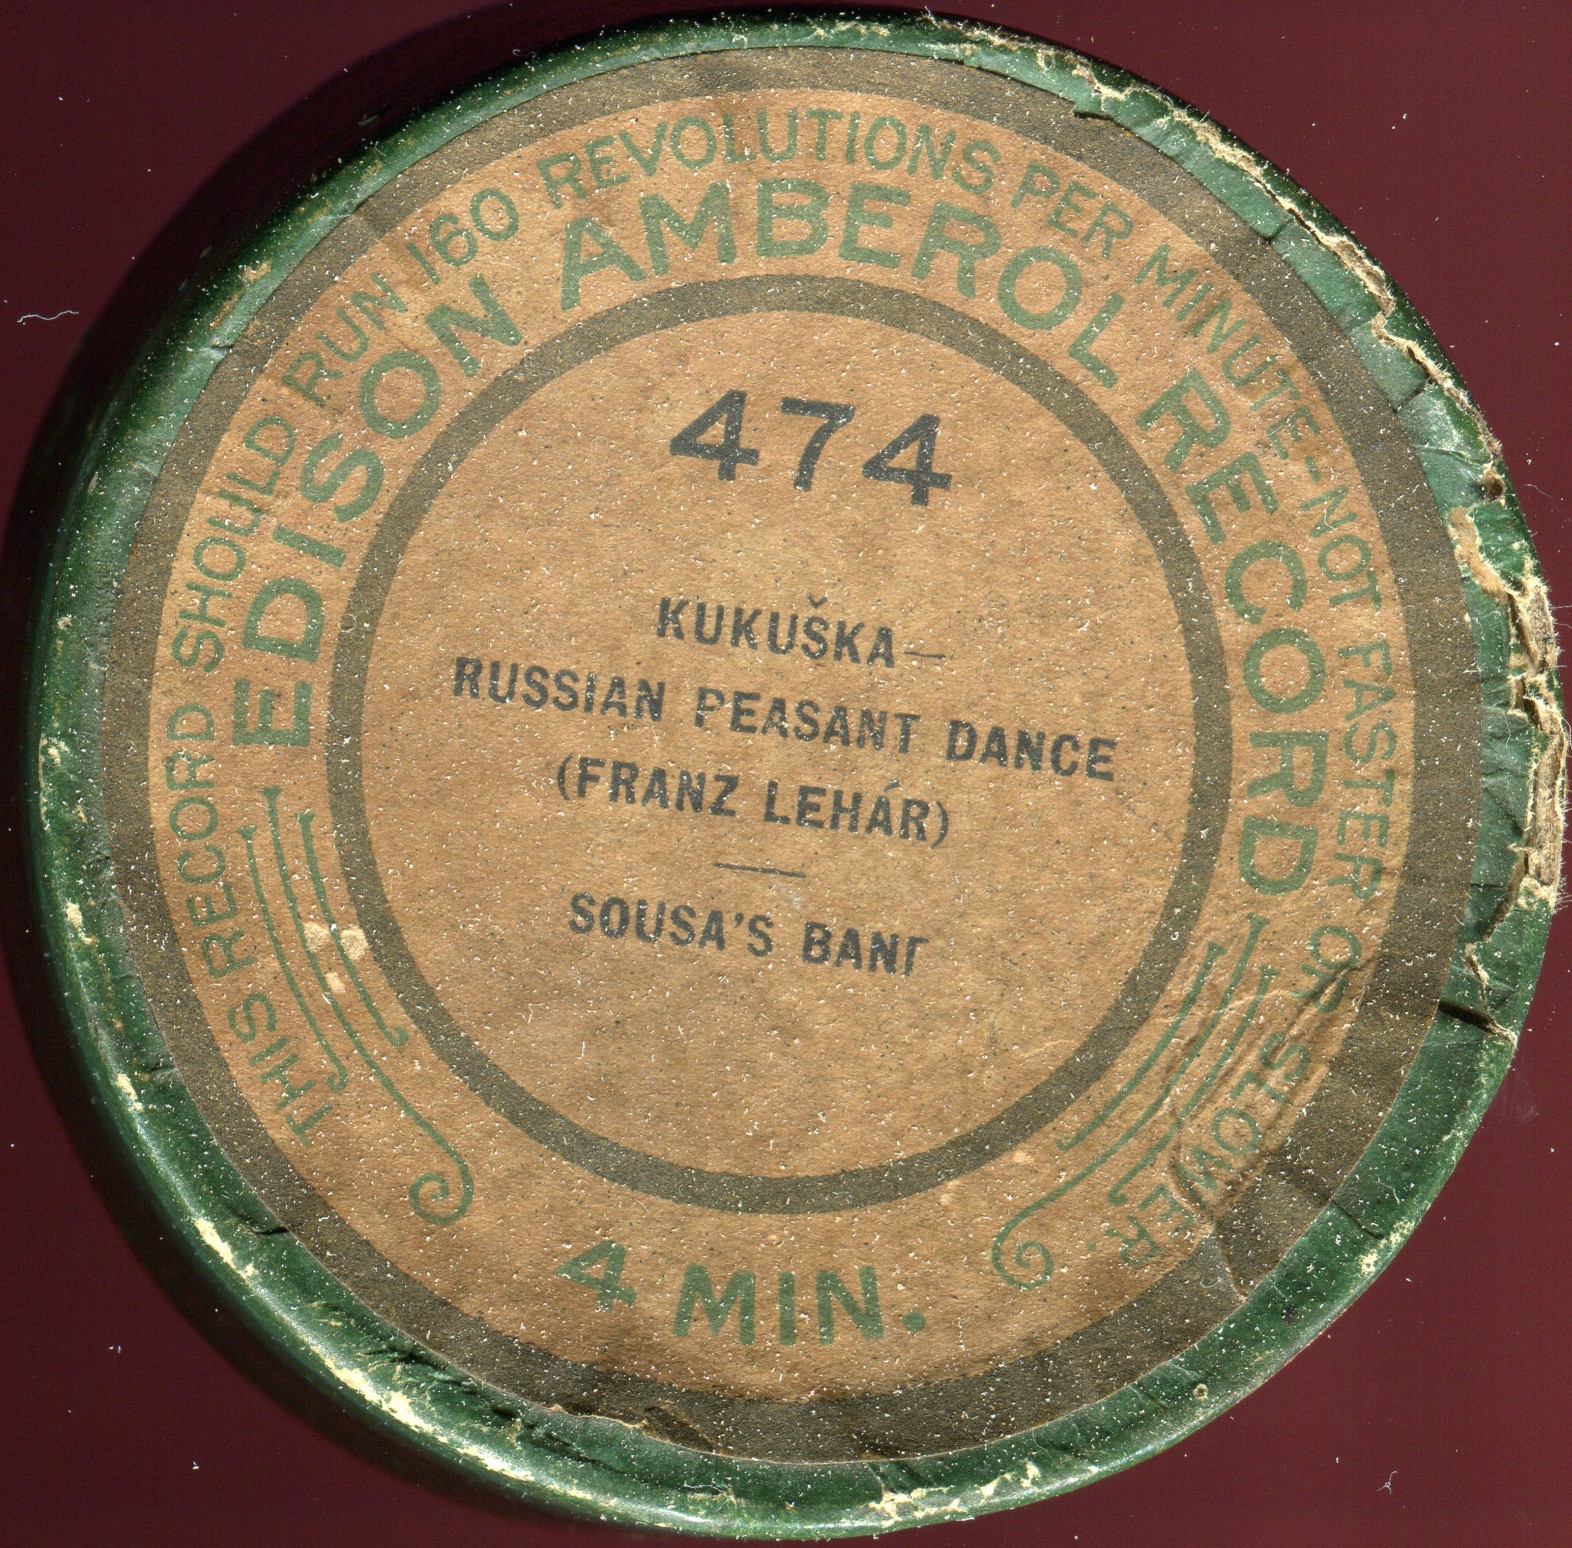 THIS RECORD SHOULD RUN 160 REVOLUTIONS PER MINUTE-NOT FASTER OR SLOWER.
EDISON AMBEROL RECORD
474
KUKUŠKA—
RUSSIAN PEASANT DANCE
(FRANZ LEHÁR)
SOUSA'S BAND
4 MIN.